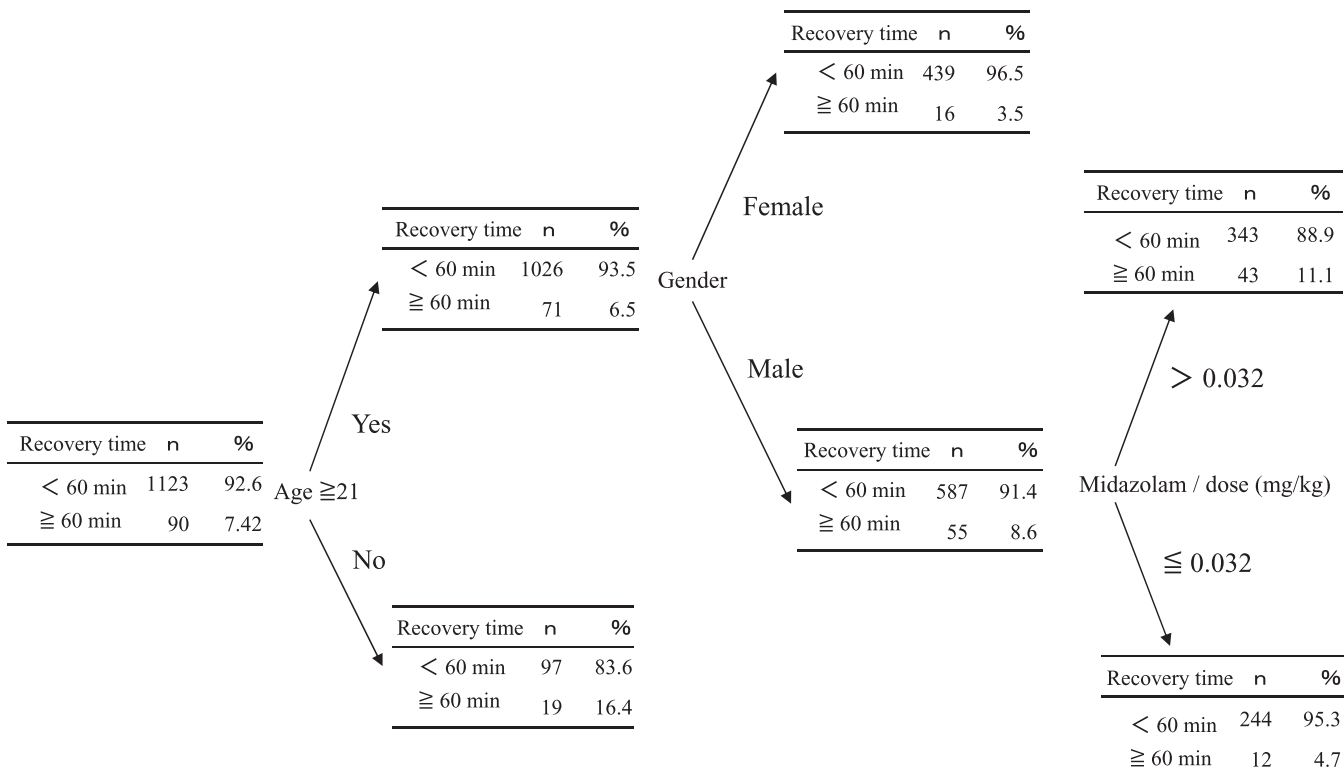 Recovery time n %
＜ 60 min 439 96.5
≧ 60 min 16 3.5
Female
Recovery time n %
＜ 60 min 343 88.9
≧ 60 min 43 11.1
Recovery time n %
＜ 60 min 1026 93.5
≧ 60 min 71 6.5
Gender
Male
＞ 0.032
Yes
Recovery time n %
＜ 60 min 1123 92.6
≧ 60 min 90 7.42
Age ≧21
Recovery time n %
＜ 60 min 587 91.4
≧ 60 min 55 8.6
Midazolam / dose (mg/kg)
No
≦ 0.032
Recovery time n %
＜ 60 min 97 83.6
≧ 60 min 19 16.4
Recovery time n %
＜ 60 min 244 95.3
≧ 60 min 12 4.7